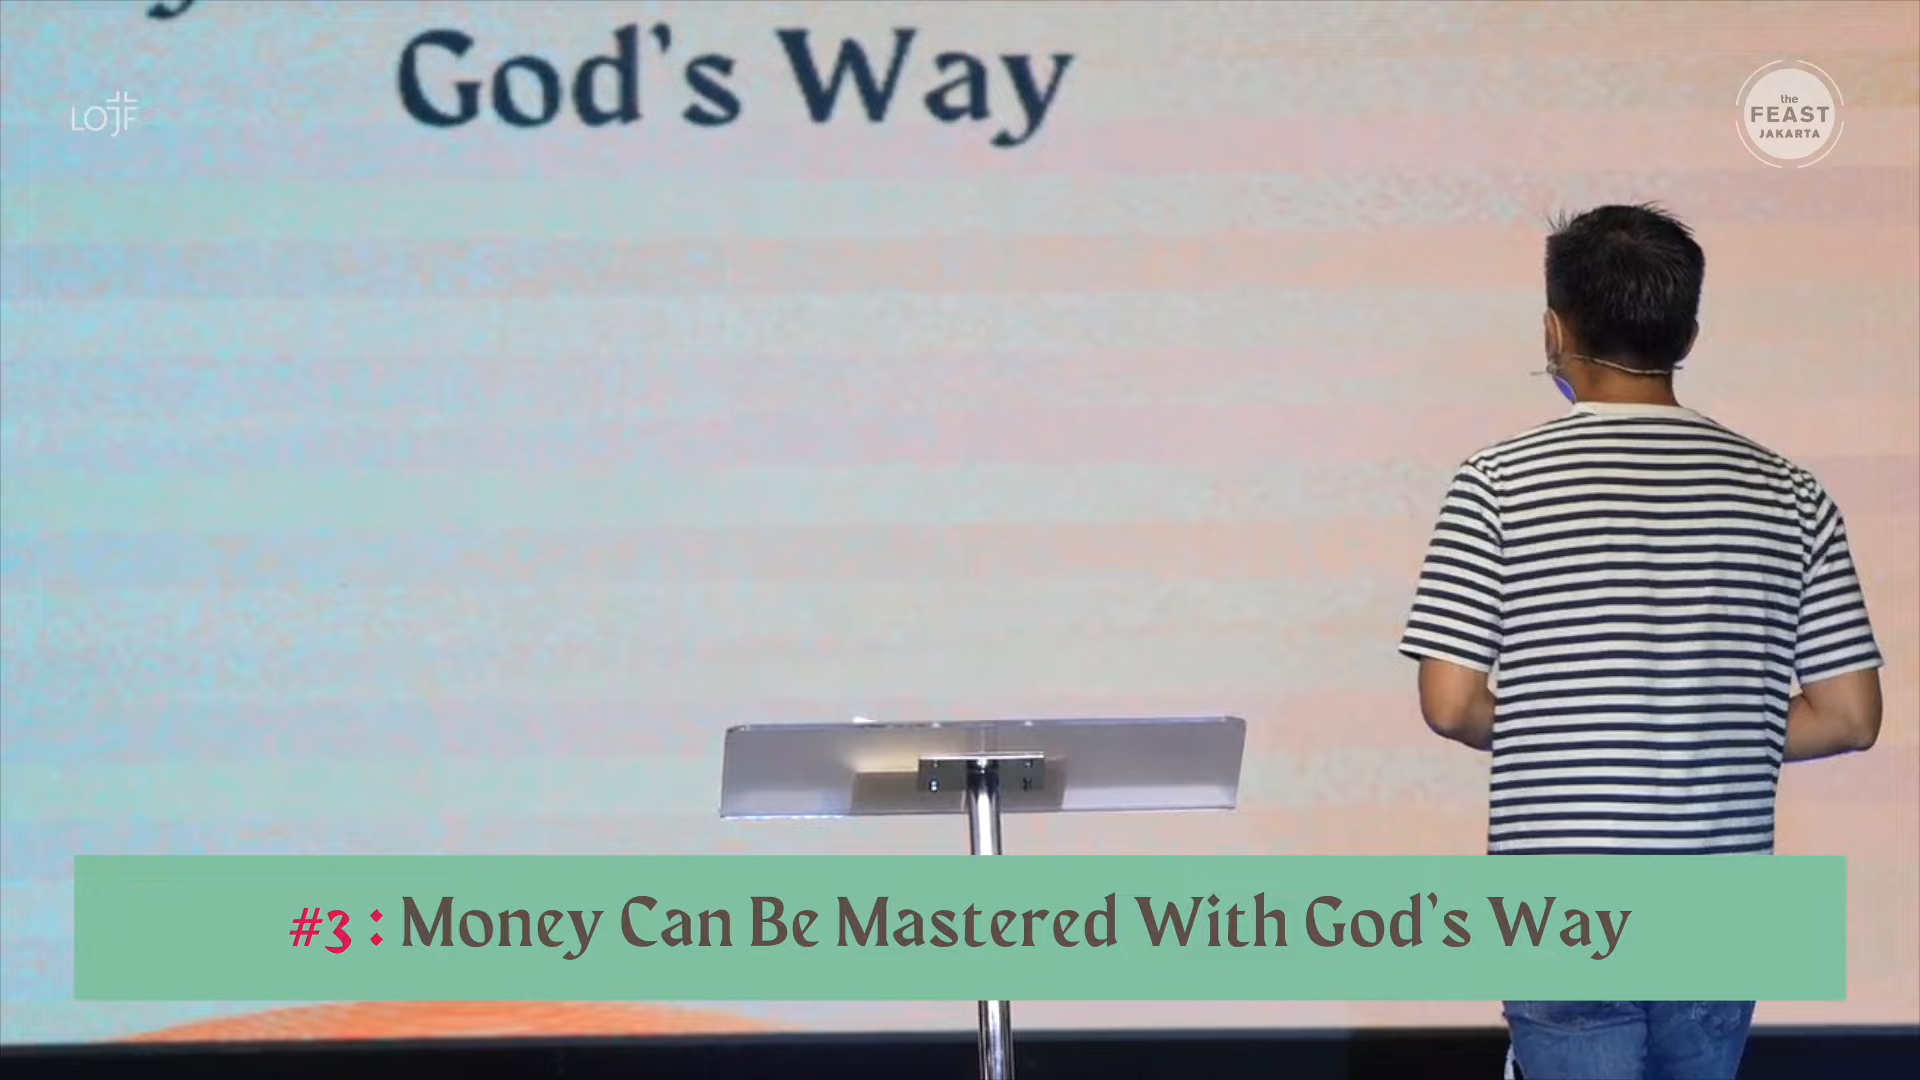 God's Way
LOJF
the
FEAST
JAKARTA
#3 : Money Can Be Mastered With God's Way